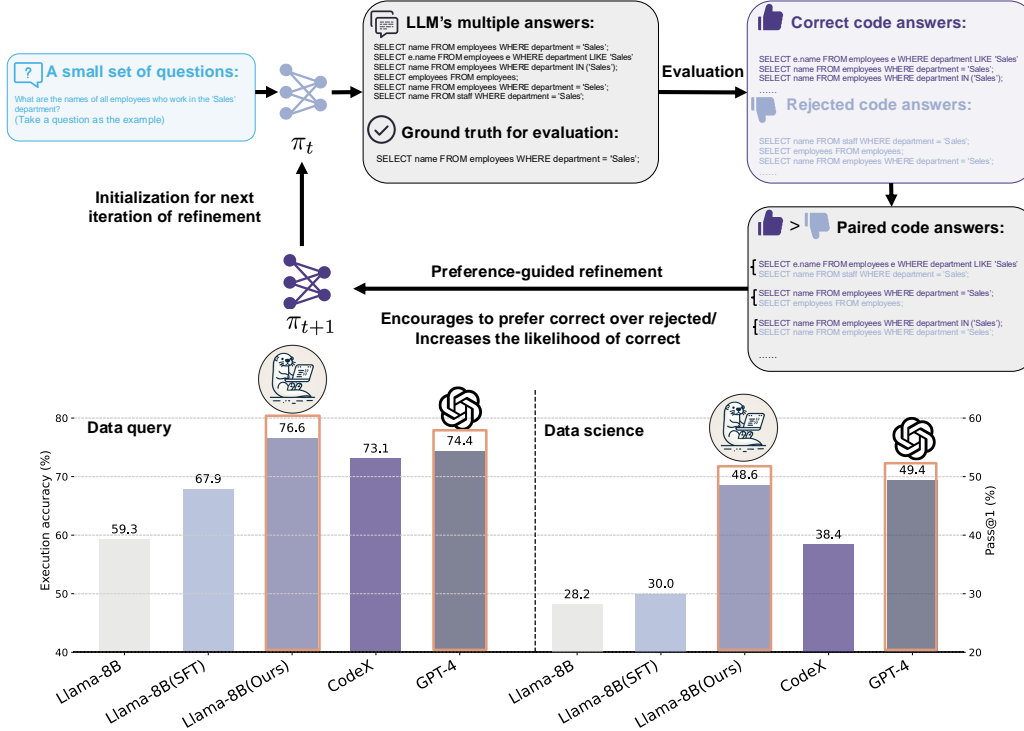 A small set of questions:
What are the names of all employees who work in the 'Sales'
department?
(Take a question as the example)
π_t
LLM's multiple answers:
SELECT name FROM employees WHERE department = 'Sales';
SELECT e.name FROM employees e WHERE department LIKE 'Sales'
SELECT name FROM employees WHERE department IN ('Sales');
SELECT employees FROM employees;
SELECT name FROM employees WHERE department = 'Seles';
SELECT name FROM staff WHERE department = 'Sales';
Ground truth for evaluation:
SELECT name FROM employees WHERE department = 'Sales';
Evaluation
Correct code answers:
SELECT e.name FROM employees e WHERE department LIKE 'Sales'
SELECT name FROM employees WHERE department = 'Sales';
SELECT name FROM employees WHERE department IN ('Sales');
......
Rejected code answers:
SELECT name FROM staff WHERE department = 'Sales';
SELECT employees FROM employees;
SELECT name FROM employees WHERE department = 'Seles';
......
> Paired code answers:
{ SELECT e.name FROM employees e WHERE department LIKE 'Sales'
SELECT name FROM staff WHERE department = 'Sales';
{ SELECT name FROM employees WHERE department = 'Sales';
SELECT employees FROM employees;
{ SELECT name FROM employees WHERE department IN ('Sales');
SELECT name FROM employees WHERE department = 'Seles';
......
Preference-guided refinement
Encourages to prefer correct over rejected/
Increases the likelihood of correct
π_{t+1}
Initialization for next
iteration of refinement
Data query
Execution accuracy (%)
80
70
60
50
40
59.3
67.9
76.6
73.1
74.4
Llama-8B
Llama-8B(SFT)
Llama-8B(Ours)
CodeX
GPT-4
Data science
28.2
30.0
48.6
38.4
49.4
Llama-8B
Llama-8B(SFT)
Llama-8B(Ours)
CodeX
GPT-4
60
50
40
30
20
Pass@1 (%)